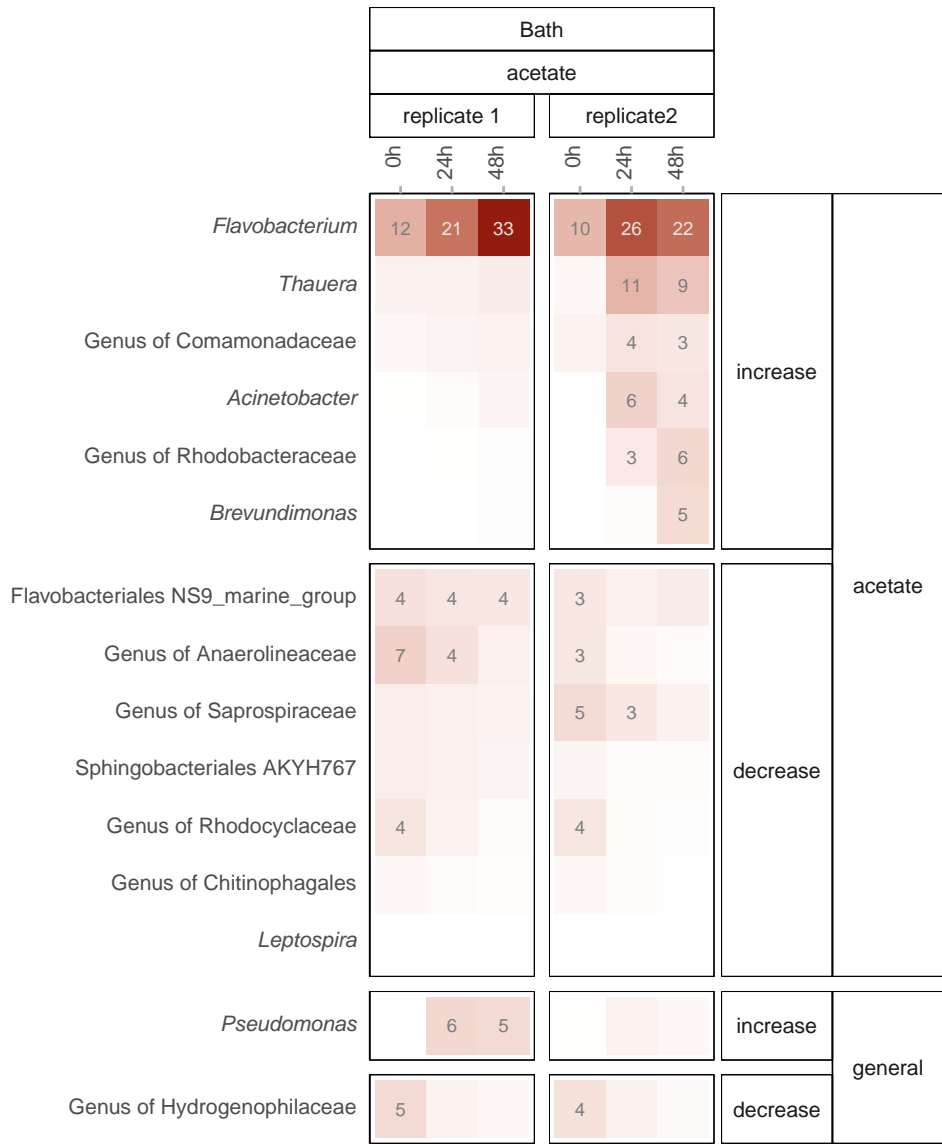 Bath
acetate
replicate 1 replicate2
0h 24h 48h 0h 24h 48h
Flavobacterium 12 21 33 10 26 22
Thauera 11 9
Genus of Comamonadaceae 4 3
increase
Acinetobacter 6 4
Genus of Rhodobacteraceae 3 6
Brevundimonas 5
Flavobacteriales NS9_marine_group 4 4 4 3
acetate
Genus of Anaerolineaceae 7 4 3
Genus of Saprospiraceae 5 3
Sphingobacteriales AKYH767 decrease
Genus of Rhodocyclaceae 4 4
Genus of Chitinophagales
Leptospira
Pseudomonas 6 5 increase
general
Genus of Hydrogenophilaceae 5 4 decrease